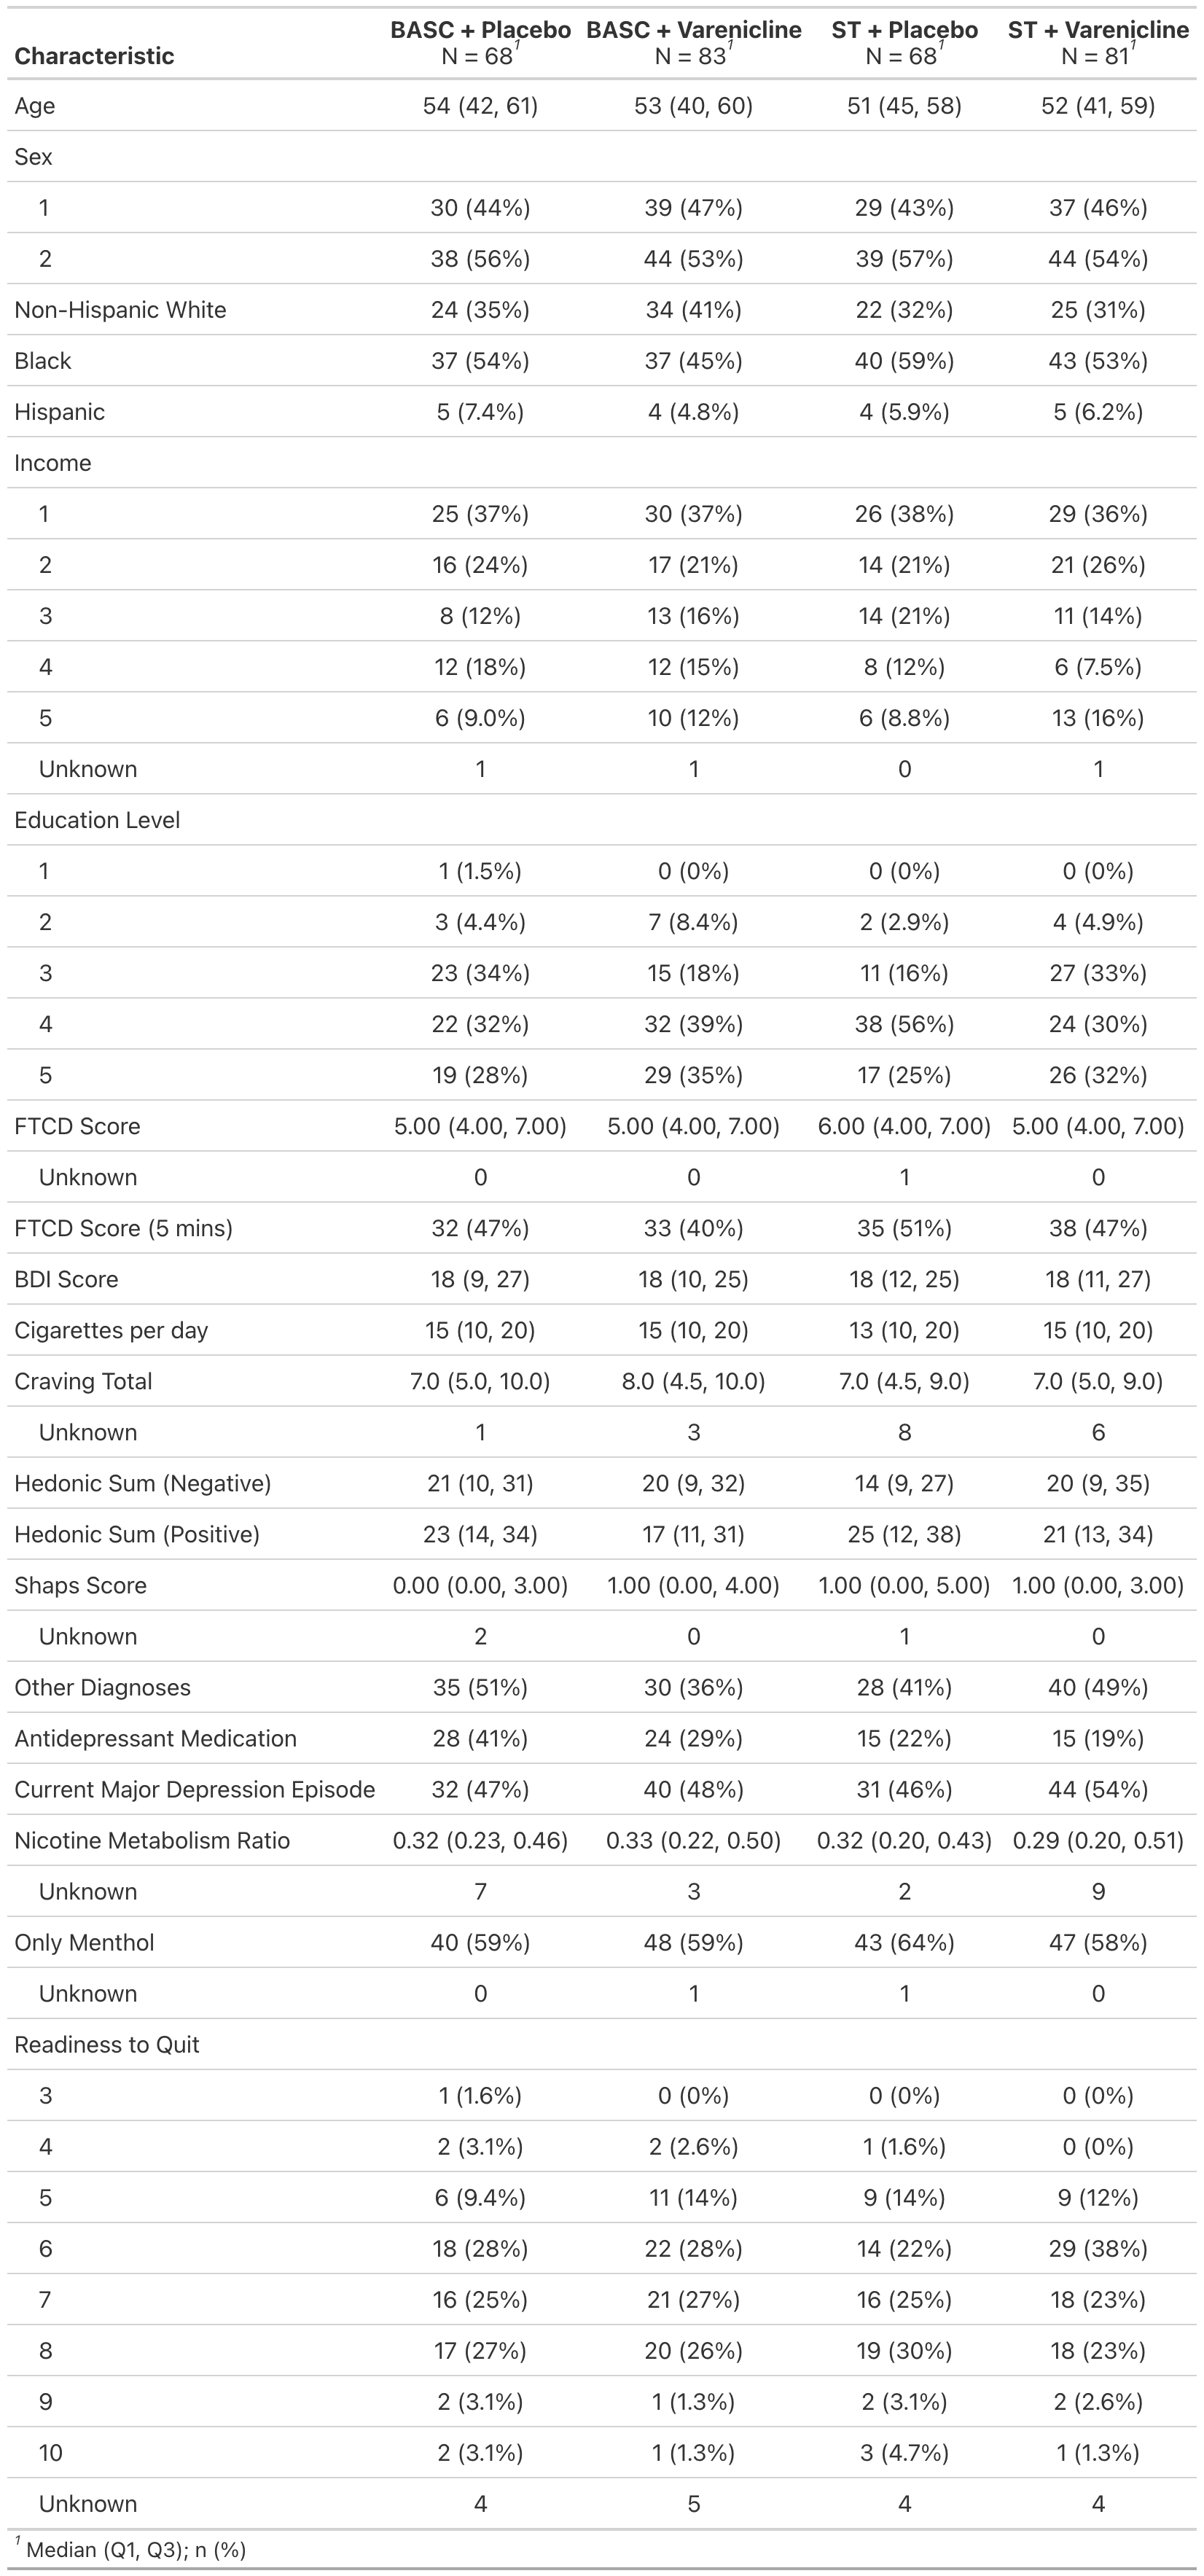 Characteristic BASC + Placebo N = 68¹ BASC + Varenicline N = 83¹ ST + Placebo N = 68¹ ST + Varenicline N = 81¹
Age 54 (42, 61) 53 (40, 60) 51 (45, 58) 52 (41, 59)
Sex
1 30 (44%) 39 (47%) 29 (43%) 37 (46%)
2 38 (56%) 44 (53%) 39 (57%) 44 (54%)
Non-Hispanic White 24 (35%) 34 (41%) 22 (32%) 25 (31%)
Black 37 (54%) 37 (45%) 40 (59%) 43 (53%)
Hispanic 5 (7.4%) 4 (4.8%) 4 (5.9%) 5 (6.2%)
Income
1 25 (37%) 30 (37%) 26 (38%) 29 (36%)
2 16 (24%) 17 (21%) 14 (21%) 21 (26%)
3 8 (12%) 13 (16%) 14 (21%) 11 (14%)
4 12 (18%) 12 (15%) 8 (12%) 6 (7.5%)
5 6 (9.0%) 10 (12%) 6 (8.8%) 13 (16%)
Unknown 1 1 0 1
Education Level
1 1 (1.5%) 0 (0%) 0 (0%) 0 (0%)
2 3 (4.4%) 7 (8.4%) 2 (2.9%) 4 (4.9%)
3 23 (34%) 15 (18%) 11 (16%) 27 (33%)
4 22 (32%) 32 (39%) 38 (56%) 24 (30%)
5 19 (28%) 29 (35%) 17 (25%) 26 (32%)
FTCD Score 5.00 (4.00, 7.00) 5.00 (4.00, 7.00) 6.00 (4.00, 7.00) 5.00 (4.00, 7.00)
Unknown 0 0 1 0
FTCD Score (5 mins) 32 (47%) 33 (40%) 35 (51%) 38 (47%)
BDI Score 18 (9, 27) 18 (10, 25) 18 (12, 25) 18 (11, 27)
Cigarettes per day 15 (10, 20) 15 (10, 20) 13 (10, 20) 15 (10, 20)
Craving Total 7.0 (5.0, 10.0) 8.0 (4.5, 10.0) 7.0 (4.5, 9.0) 7.0 (5.0, 9.0)
Unknown 1 3 8 6
Hedonic Sum (Negative) 21 (10, 31) 20 (9, 32) 14 (9, 27) 20 (9, 35)
Hedonic Sum (Positive) 23 (14, 34) 17 (11, 31) 25 (12, 38) 21 (13, 34)
Shaps Score 0.00 (0.00, 3.00) 1.00 (0.00, 4.00) 1.00 (0.00, 5.00) 1.00 (0.00, 3.00)
Unknown 2 0 1 0
Other Diagnoses 35 (51%) 30 (36%) 28 (41%) 40 (49%)
Antidepressant Medication 28 (41%) 24 (29%) 15 (22%) 15 (19%)
Current Major Depression Episode 32 (47%) 40 (48%) 31 (46%) 44 (54%)
Nicotine Metabolism Ratio 0.32 (0.23, 0.46) 0.33 (0.22, 0.50) 0.32 (0.20, 0.43) 0.29 (0.20, 0.51)
Unknown 7 3 2 9
Only Menthol 40 (59%) 48 (59%) 43 (64%) 47 (58%)
Unknown 0 1 1 0
Readiness to Quit
3 1 (1.6%) 0 (0%) 0 (0%) 0 (0%)
4 2 (3.1%) 2 (2.6%) 1 (1.6%) 0 (0%)
5 6 (9.4%) 11 (14%) 9 (14%) 9 (12%)
6 18 (28%) 22 (28%) 14 (22%) 29 (38%)
7 16 (25%) 21 (27%) 16 (25%) 18 (23%)
8 17 (27%) 20 (26%) 19 (30%) 18 (23%)
9 2 (3.1%) 1 (1.3%) 2 (3.1%) 2 (2.6%)
10 2 (3.1%) 1 (1.3%) 3 (4.7%) 1 (1.3%)
Unknown 4 5 4 4
¹ Median (Q1, Q3); n (%)